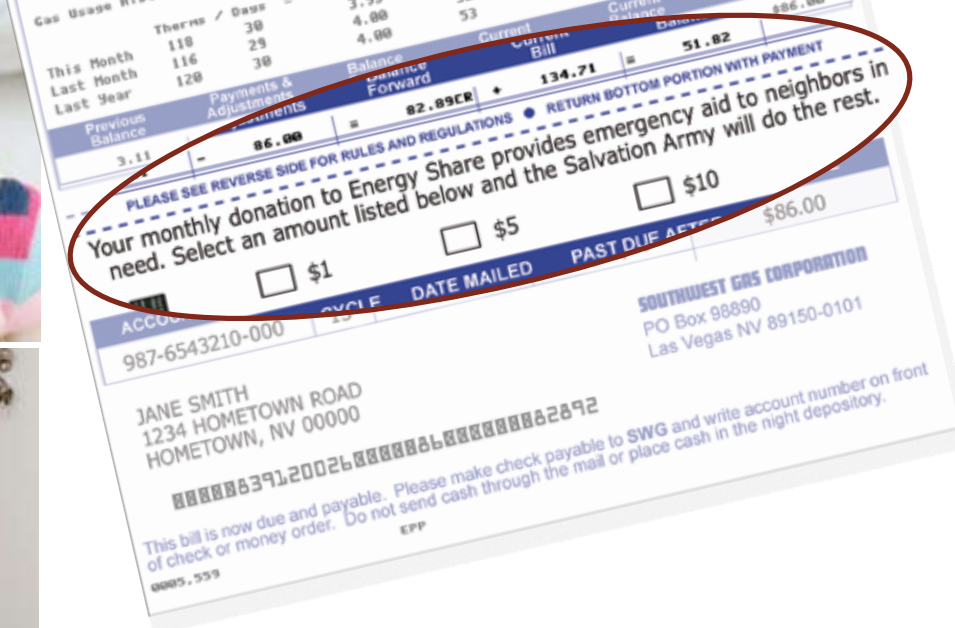 Gas Usage
Therms / Days =
This Month 118 30
Last Month 116 29 4.00
Last Year 120 30 4.00 53
Previous Balance Payments & Adjustments Balance Forward Current Bill Current Balance $86.00
3.11 - 86.00 = 82.89CR + 134.71 = 51.82
PLEASE SEE REVERSE SIDE FOR RULES AND REGULATIONS ● RETURN BOTTOM PORTION WITH PAYMENT
Your monthly donation to Energy Share provides emergency aid to neighbors in
need. Select an amount listed below and the Salvation Army will do the rest.
$1 $5 $10
CYCLE DATE MAILED PAST DUE AFTER
987-6543210-000 $86.00
SOUTHWEST GAS CORPORATION
PO Box 98890
Las Vegas NV 89150-0101
JANE SMITH
1234 HOMETOWN ROAD
HOMETOWN, NV 00000
This bill is now due and payable. Please make check payable to SWG and write account number on front
of check or money order. Do not send cash through the mail or place cash in the night depository.
EPP
0005.559